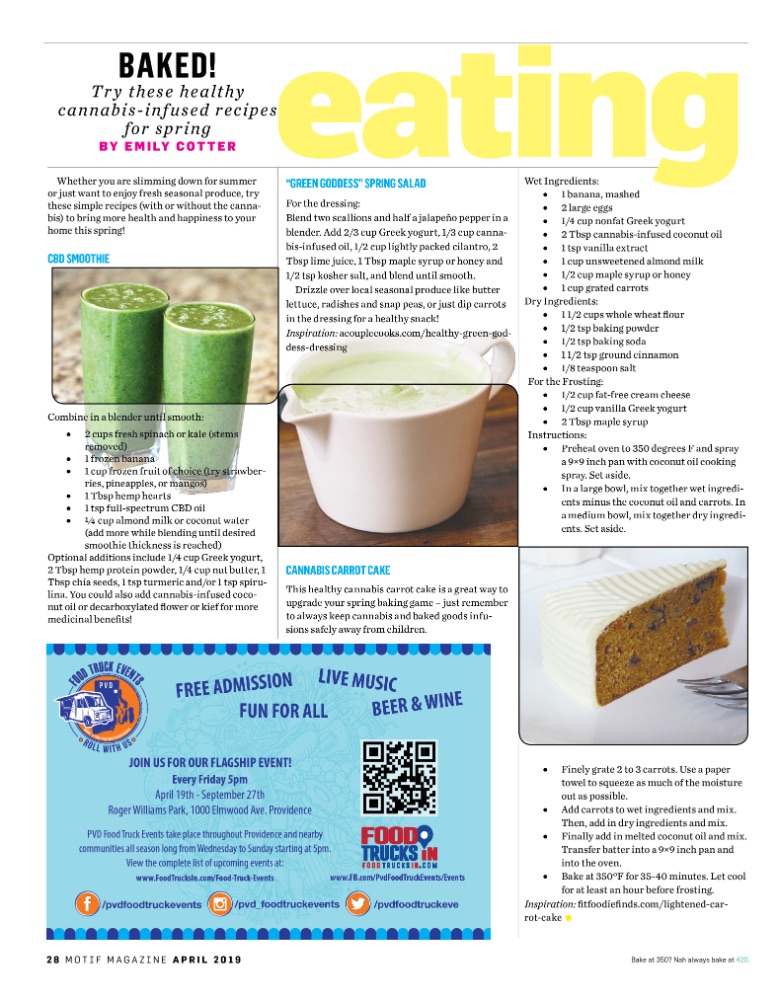 BAKED!
Try these healthy
cannabis-infused recipes
for spring
BY EMILY COTTER
eating
Whether you are slimming down for summer
or just want to enjoy fresh seasonal produce, try
these simple recipes (with or without the canna-
bis) to bring more health and happiness to your
home this spring!
CBD SMOOTHIE
Combine in a blender until smooth:
• 2 cups fresh spinach or kale (stems
removed)
• 1 frozen banana
• 1 cup frozen fruit of choice (try strawber-
ries, pineapples, or mangos)
• 1 Tbsp hemp hearts
• 1 tsp full-spectrum CBD oil
• ¼ cup almond milk or coconut water
(add more while blending until desired
smoothie thickness is reached)
Optional additions include 1/4 cup Greek yogurt,
2 Tbsp hemp protein powder, 1/4 cup nut butter, 1
Tbsp chia seeds, 1 tsp turmeric and/or 1 tsp spiru-
lina. You could also add cannabis-infused coco-
nut oil or decarboxylated flower or kief for more
medicinal benefits!
"GREEN GODDESS" SPRING SALAD
For the dressing:
Blend two scallions and half a jalapeño pepper in a
blender. Add 2/3 cup Greek yogurt, 1/3 cup canna-
bis-infused oil, 1/2 cup lightly packed cilantro, 2
Tbsp lime juice, 1 Tbsp maple syrup or honey and
1/2 tsp kosher salt, and blend until smooth.
Drizzle over local seasonal produce like butter
lettuce, radishes and snap peas, or just dip carrots
in the dressing for a healthy snack!
Inspiration: acouplecooks.com/healthy-green-god-
dess-dressing
CANNABIS CARROT CAKE
This healthy cannabis carrot cake is a great way to
upgrade your spring baking game – just remember
to always keep cannabis and baked goods infu-
sions safely away from children.
Wet Ingredients:
• 1 banana, mashed
• 2 large eggs
• 1/4 cup nonfat Greek yogurt
• 2 Tbsp cannabis-infused coconut oil
• 1 tsp vanilla extract
• 1 cup unsweetened almond milk
• 1/2 cup maple syrup or honey
• 1 cup grated carrots
Dry Ingredients:
• 1 1/2 cups whole wheat flour
• 1/2 tsp baking powder
• 1/2 tsp baking soda
• 1 1/2 tsp ground cinnamon
• 1/8 teaspoon salt
For the Frosting:
• 1/2 cup fat-free cream cheese
• 1/2 cup vanilla Greek yogurt
• 2 Tbsp maple syrup
Instructions:
• Preheat oven to 350 degrees F and spray
a 9×9 inch pan with coconut oil cooking
spray. Set aside.
• In a large bowl, mix together wet ingredi-
ents minus the coconut oil and carrots. In
a medium bowl, mix together dry ingredi-
ents. Set aside.
• Finely grate 2 to 3 carrots. Use a paper
towel to squeeze as much of the moisture
out as possible.
• Add carrots to wet ingredients and mix.
Then, add in dry ingredients and mix.
• Finally add in melted coconut oil and mix.
Transfer batter into a 9×9 inch pan and
into the oven.
• Bake at 350°F for 35-40 minutes. Let cool
for at least an hour before frosting.
Inspiration: fitfoodiefinds.com/lightened-car-
rot-cake
FOOD TRUCK EVENTS
PVD
ROLL WITH US
FREE ADMISSION
LIVE MUSIC
FUN FOR ALL
BEER & WINE
JOIN US FOR OUR FLAGSHIP EVENT!
Every Friday 5pm
April 19th - September 27th
Roger Williams Park, 1000 Elmwood Ave. Providence
PVD Food Truck Events take place throughout Providence and nearby
communities all season long from Wednesday to Sunday starting at 5pm.
View the complete list of upcoming events at:
www.FoodTrucksIn.com/Food-Truck-Events
FOOD
TRUCKS IN
FOODTRUCKSIN.COM
www.FB.com/PvdFoodTruckEvents/Events
/pvdfoodtruckevents
/pvd_foodtruckevents
/pvdfoodtruckeve
28 MOTIF MAGAZINE APRIL 2019
Bake at 350? Nah always bake at 420.